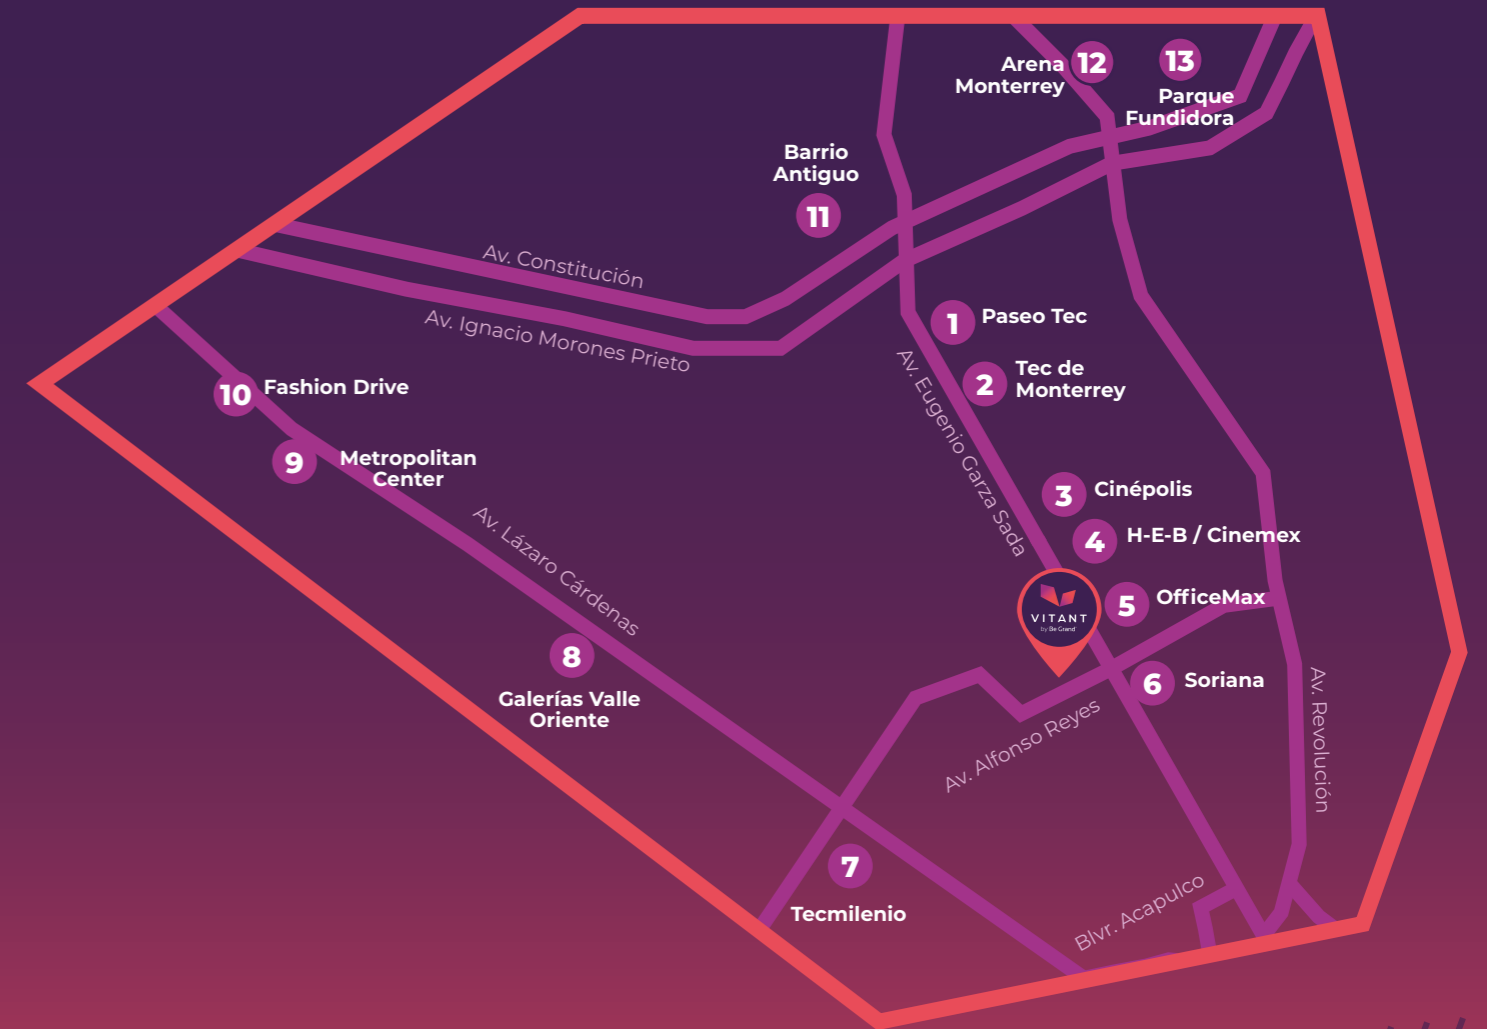 Arena
Monterrey
12
13
Parque
Fundidora
Barrio
Antiguo
11
Av. Constitución
Av. Ignacio Morones Prieto
1
Paseo Tec
2
Tec de
Monterrey
Av. Eugenio Garza Sada
10
Fashion Drive
9
Metropolitan
Center
3
Cinépolis
4
H-E-B / Cinemex
Av. Lázaro Cárdenas
VITANT
by Be Grand
5
OfficeMax
8
Galerías Valle
Oriente
6
Soriana
Av. Alfonso Reyes
Av. Revolución
7
Tecmilenio
Blvr. Acapulco